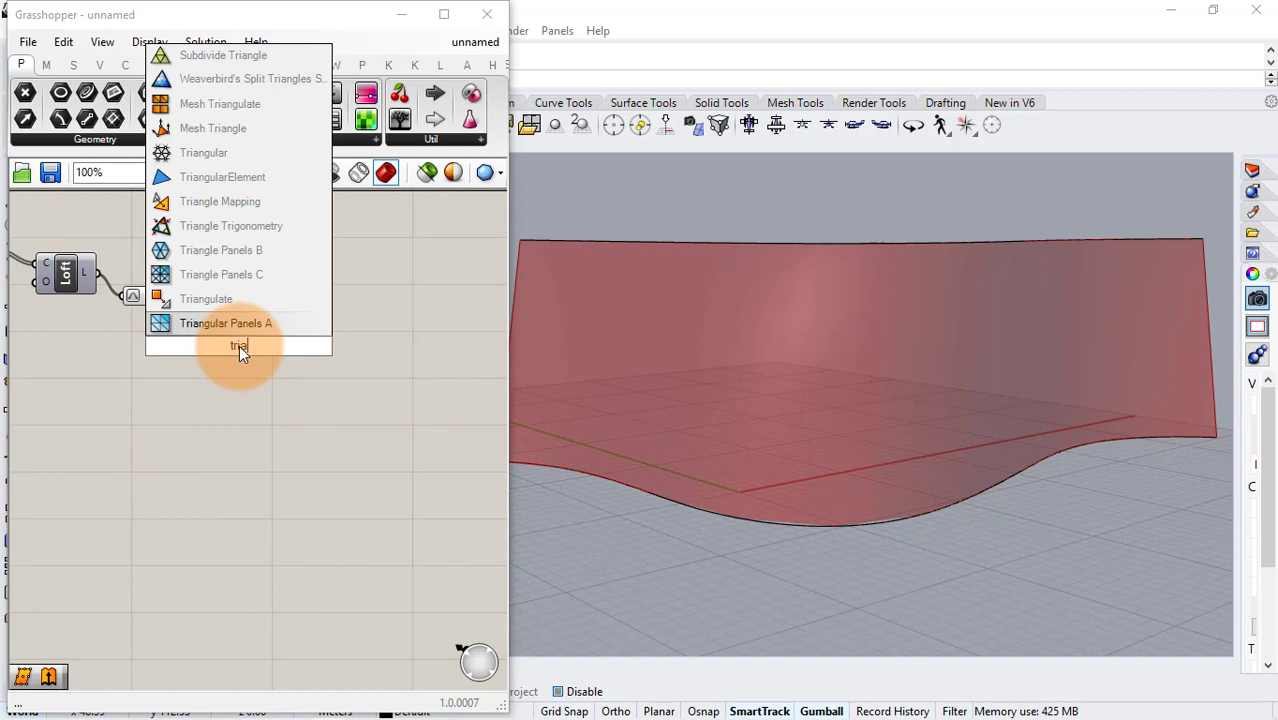 Grasshopper - unnamed
File Edit View Display Solution Help unnamed
nder Panels Help
P M S V C W P K K L A H
Geometry
Util
Curve Tools Surface Tools Solid Tools Mesh Tools Render Tools Drafting New in V6
100%
Subdivide Triangle
Weaverbird's Split Triangles S...
Mesh Triangulate
Mesh Triangle
Triangular
TriangularElement
Triangle Mapping
Triangle Trigonometry
Triangle Panels B
Triangle Panels C
Triangulate
Triangular Panels A
tria
C
O
Loft
L
V
C
T
...
1.0.0007
roject Disable
World
Meters
Default
Grid Snap Ortho Planar Osnap SmartTrack Gumball Record History Filter Memory use: 425 MB